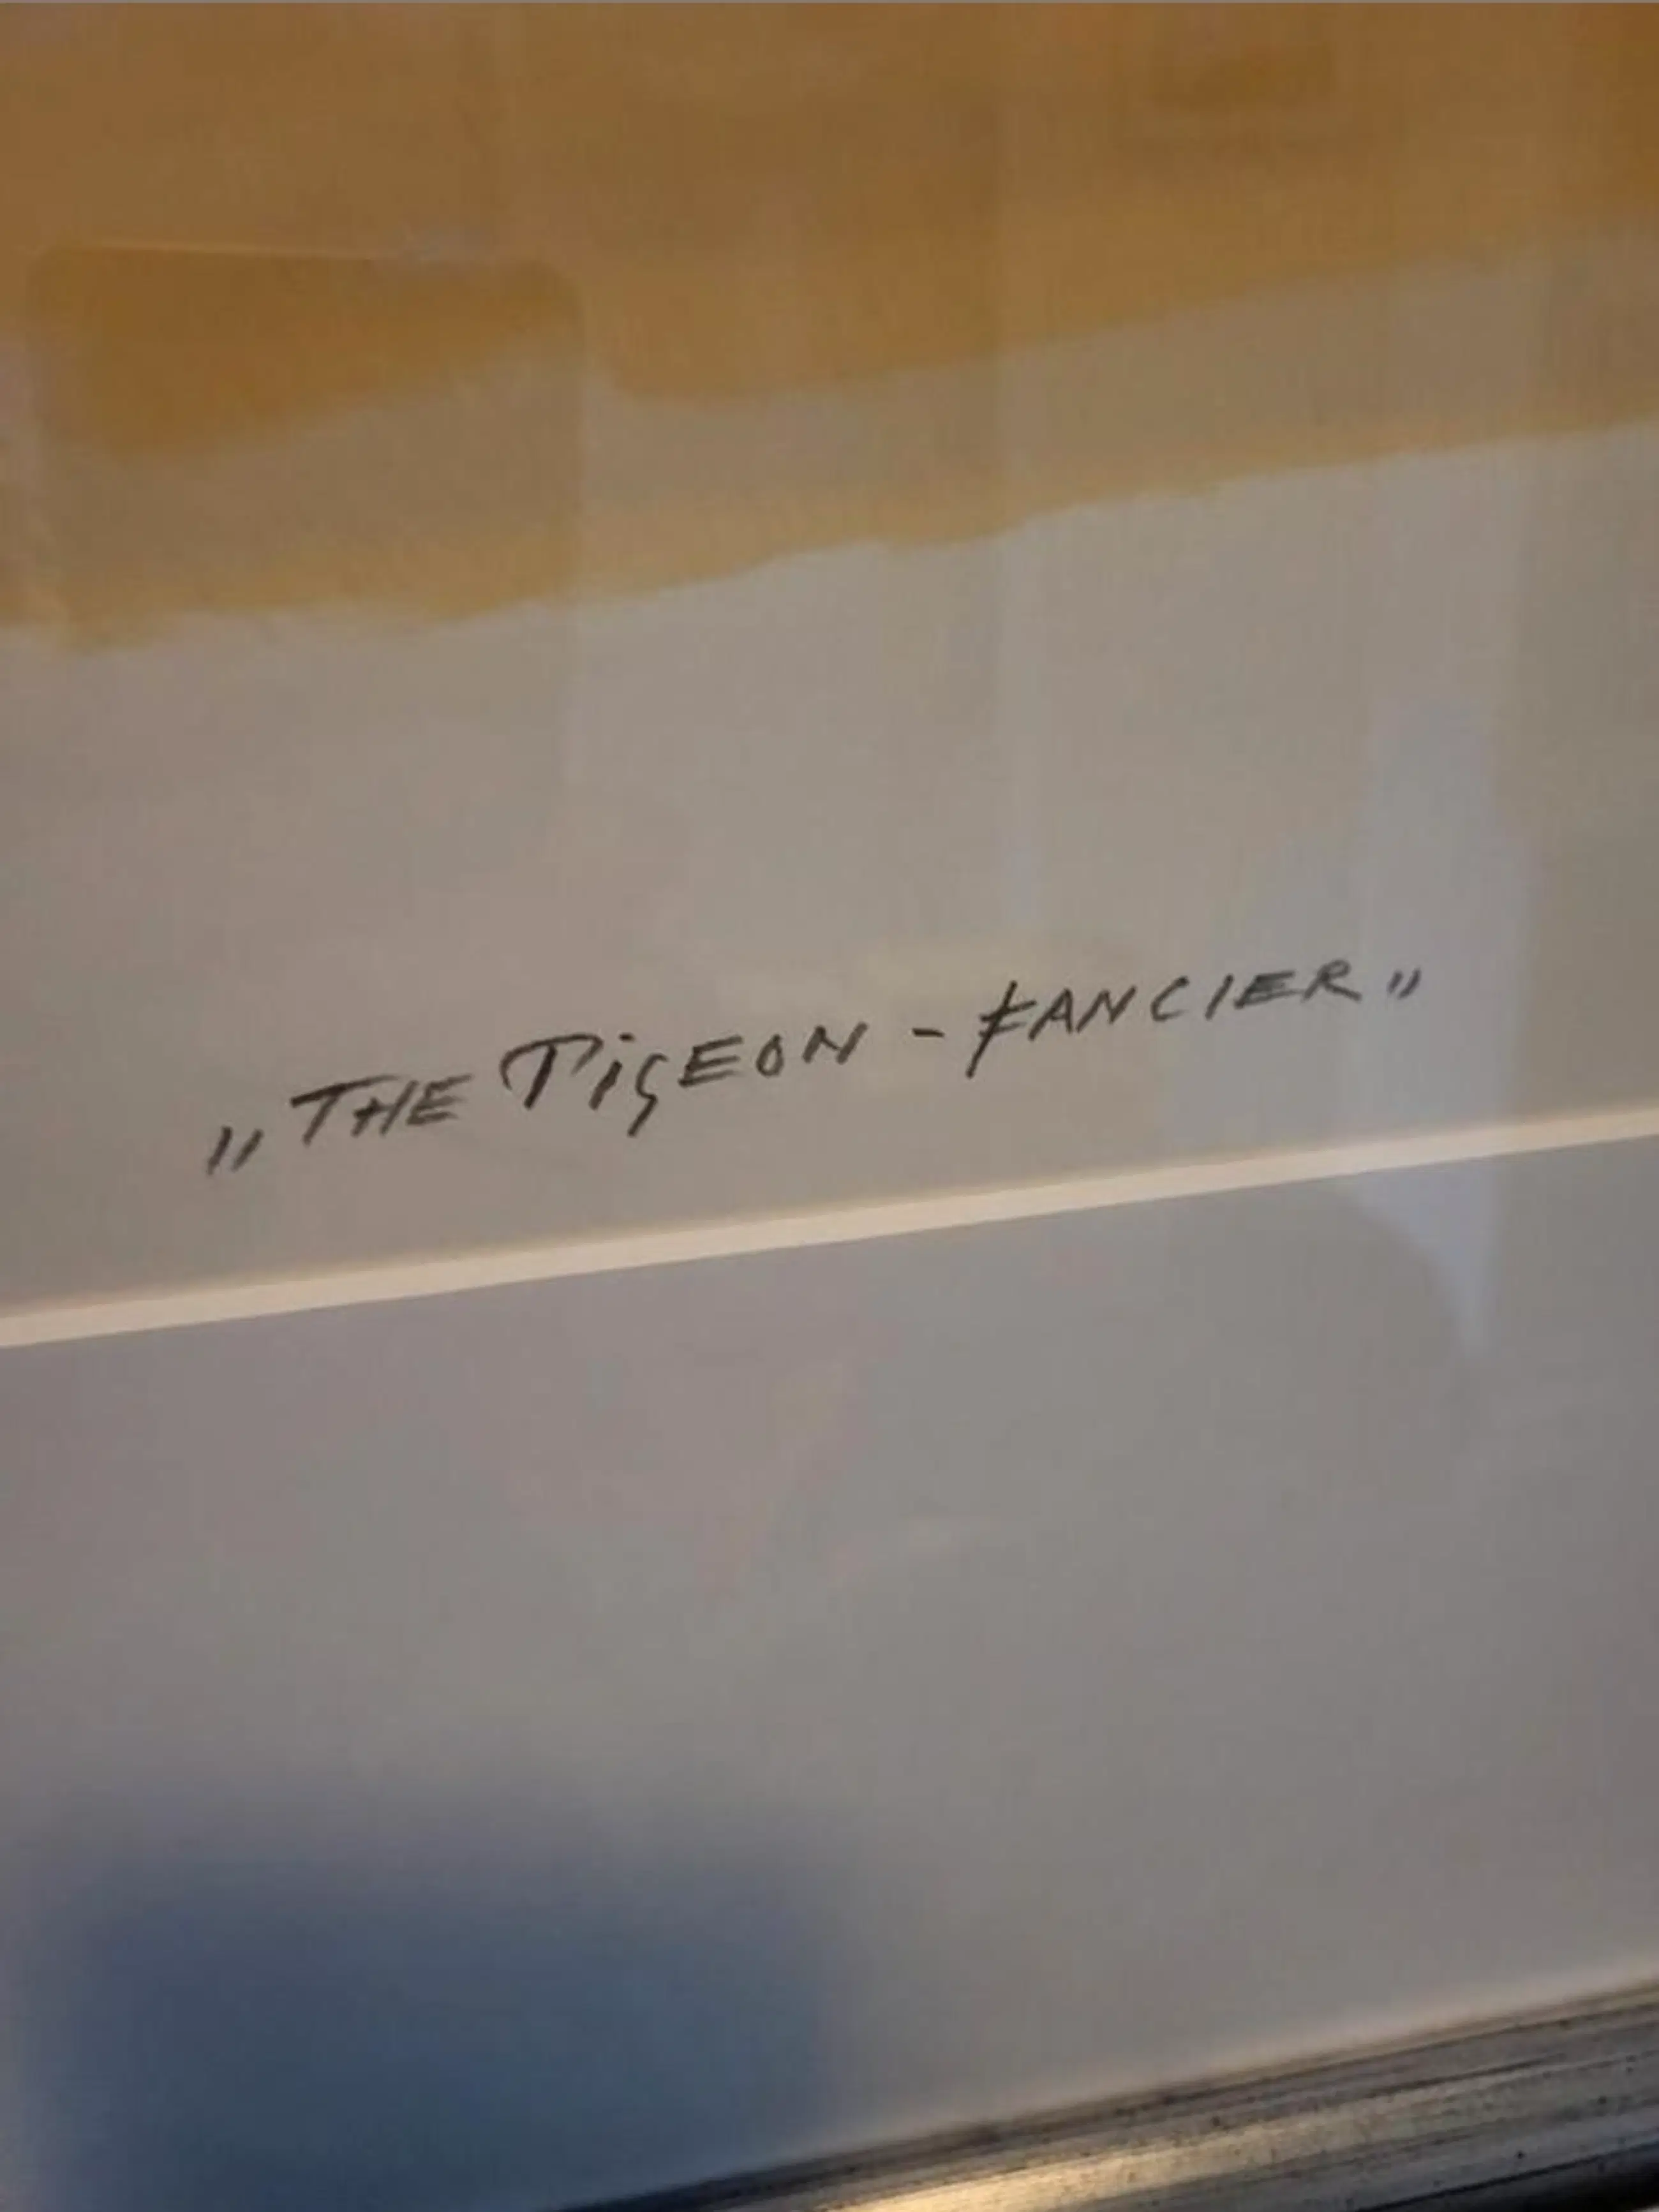 „THE PiGEON - FANCIER"